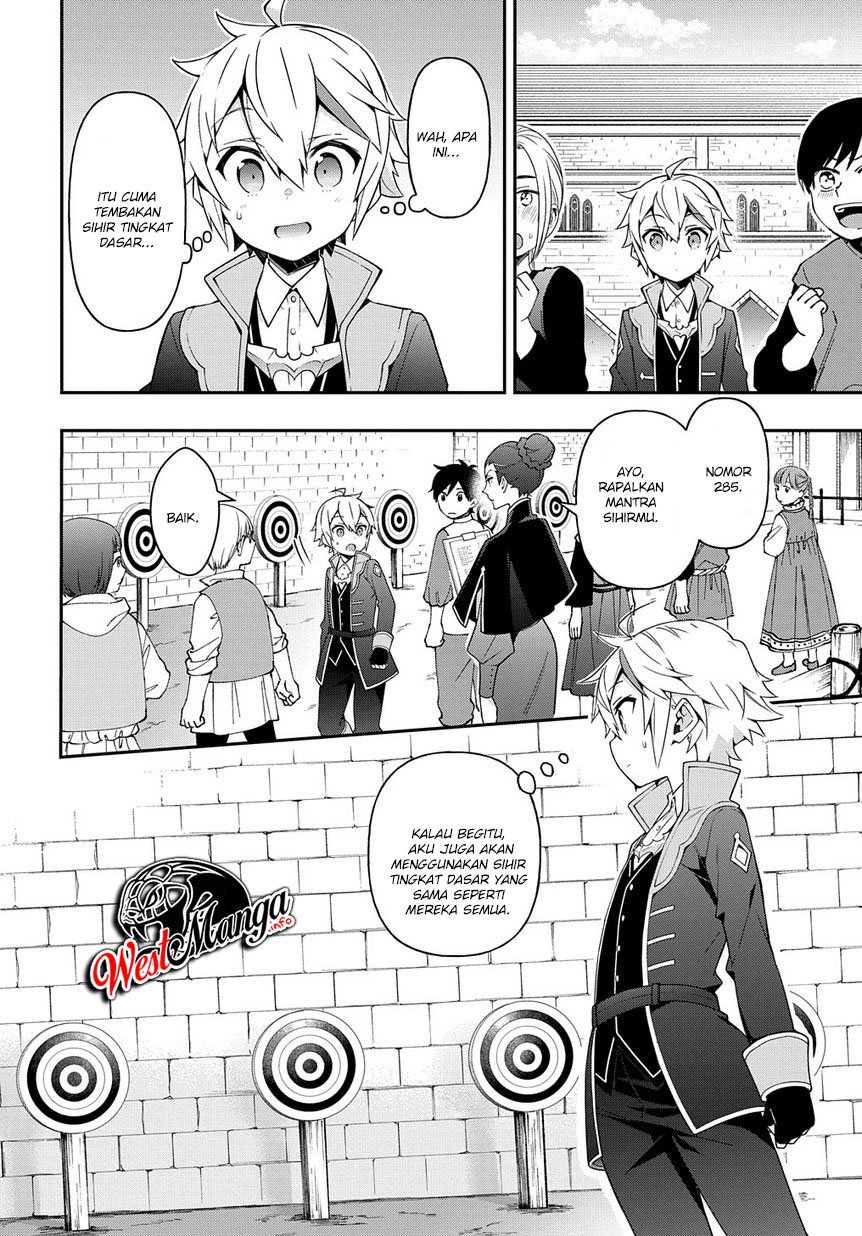 WAH, APA
INI...
ITU CUMA
TEMBAKAN
SIHIR TINGKAT
DASAR...
NOMOR
285.
AYO,
RAPALKAN
MANTRA
SIHIRMU.
BAIK.
KALAU BEGITU,
AKU JUGA AKAN
MENGGUNAKAN SIHIR
TINGKAT DASAR YANG
SAMA SEPERTI
MEREKA SEMUA.
WestManga
.info